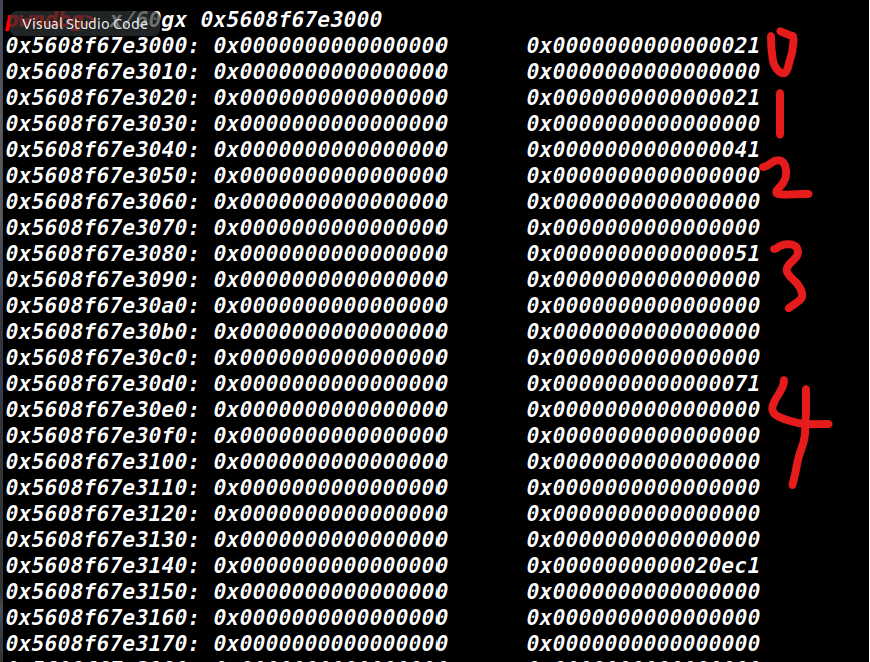 Visual Studio Code gx 0x5608f67e3000
0x5608f67e3000: 0x0000000000000000 0x0000000000000021 0
0x5608f67e3010: 0x0000000000000000 0x0000000000000000
0x5608f67e3020: 0x0000000000000000 0x0000000000000021 1
0x5608f67e3030: 0x0000000000000000 0x0000000000000000
0x5608f67e3040: 0x0000000000000000 0x0000000000000041
0x5608f67e3050: 0x0000000000000000 0x0000000000000000 2
0x5608f67e3060: 0x0000000000000000 0x0000000000000000
0x5608f67e3070: 0x0000000000000000 0x0000000000000000
0x5608f67e3080: 0x0000000000000000 0x0000000000000051 3
0x5608f67e3090: 0x0000000000000000 0x0000000000000000
0x5608f67e30a0: 0x0000000000000000 0x0000000000000000
0x5608f67e30b0: 0x0000000000000000 0x0000000000000000
0x5608f67e30c0: 0x0000000000000000 0x0000000000000000
0x5608f67e30d0: 0x0000000000000000 0x0000000000000071
0x5608f67e30e0: 0x0000000000000000 0x0000000000000000 4
0x5608f67e30f0: 0x0000000000000000 0x0000000000000000
0x5608f67e3100: 0x0000000000000000 0x0000000000000000
0x5608f67e3110: 0x0000000000000000 0x0000000000000000
0x5608f67e3120: 0x0000000000000000 0x0000000000000000
0x5608f67e3130: 0x0000000000000000 0x0000000000000000
0x5608f67e3140: 0x0000000000000000 0x0000000000020ec1
0x5608f67e3150: 0x0000000000000000 0x0000000000000000
0x5608f67e3160: 0x0000000000000000 0x0000000000000000
0x5608f67e3170: 0x0000000000000000 0x0000000000000000